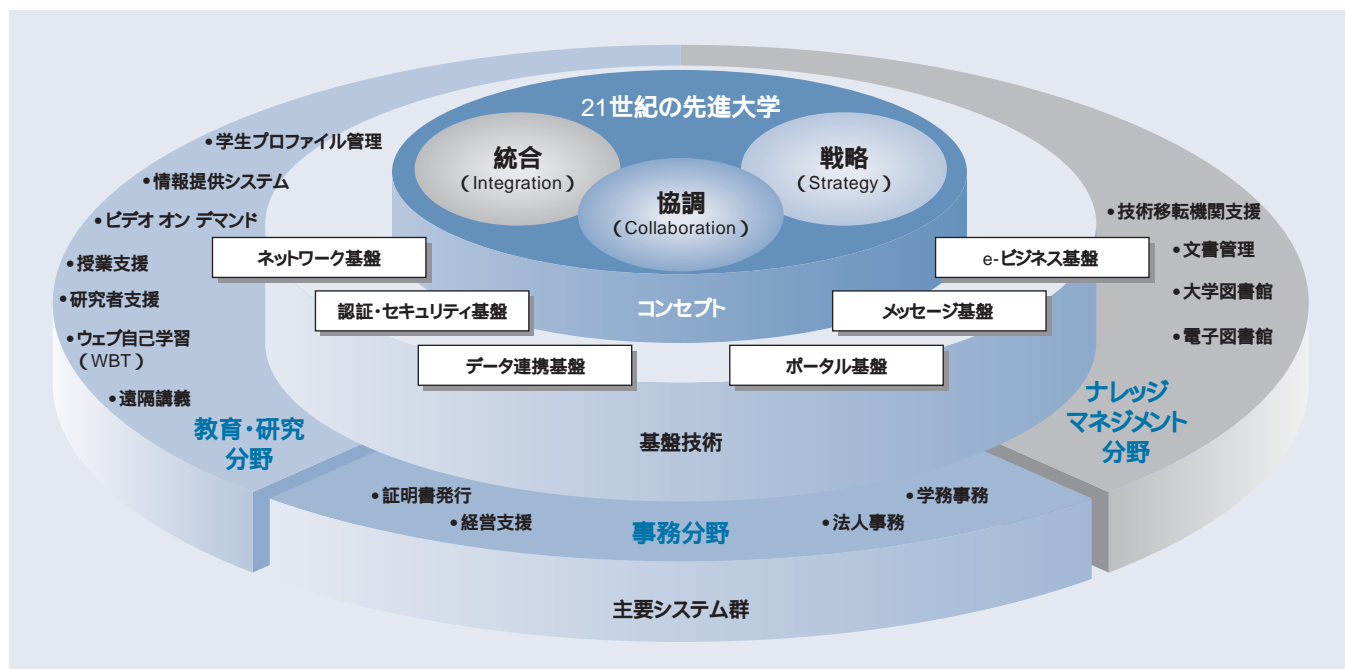 21世紀の先進大学
統合
（Integration）
戦略
（Strategy）
協調
（Collaboration）
コンセプト
ネットワーク基盤
認証・セキュリティ基盤
データ連携基盤
e-ビジネス基盤
メッセージ基盤
ポータル基盤
基盤技術
•学生プロファイル管理
•情報提供システム
•ビデオ オン デマンド
•授業支援
•研究者支援
•ウェブ自己学習
（WBT）
•遠隔講義
教育・研究
分野
•技術移転機関支援
•文書管理
•大学図書館
•電子図書館
ナレッジ
マネジメント
分野
•証明書発行
•経営支援
事務分野
•学務事務
•法人事務
主要システム群